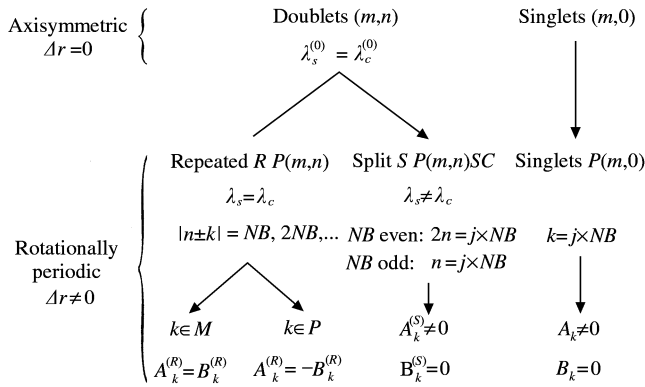 Axisymmetric
Δr=0
Doublets (m,n)
Singlets (m,0)
λ_s^(0) = λ_c^(0)
Rotationally
periodic
Δr≠0
Repeated R P(m,n)
Split S P(m,n)SC
Singlets P(m,0)
λ_s=λ_c
λ_s≠λ_c
|n±k| = NB, 2NB,...
NB even: 2n=j×NB
k=j×NB
NB odd: n=j×NB
k∈M
k∈P
A_k^(S)≠0
A_k≠0
A_k^(R)=B_k^(R)
A_k^(R)=−B_k^(R)
B_k^(S)=0
B_k=0